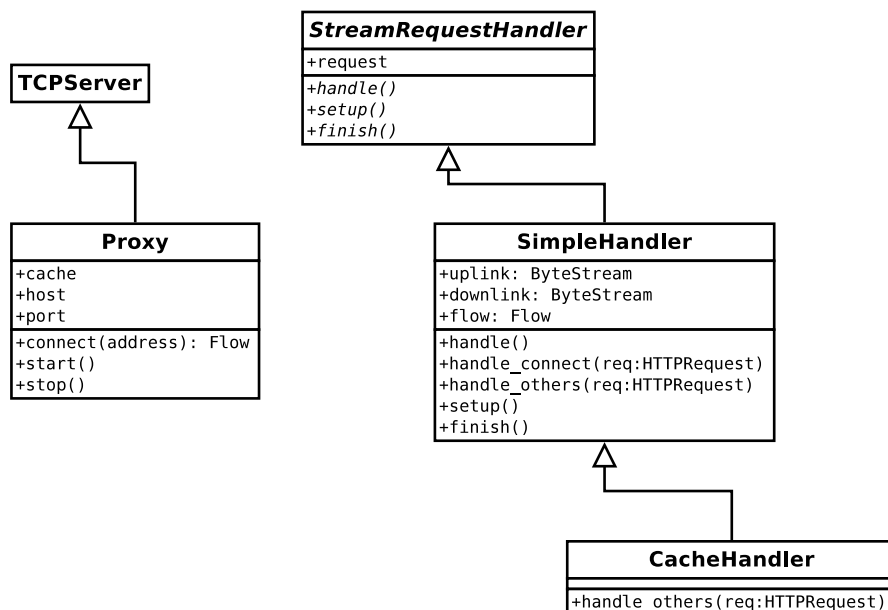 StreamRequestHandler
+request
+handle()
+setup()
+finish()
TCPServer
Proxy
+cache
+host
+port
+connect(address): Flow
+start()
+stop()
SimpleHandler
+uplink: ByteStream
+downlink: ByteStream
+flow: Flow
+handle()
+handle_connect(req:HTTPRequest)
+handle_others(req:HTTPRequest)
+setup()
+finish()
CacheHandler
+handle_others(req:HTTPRequest)